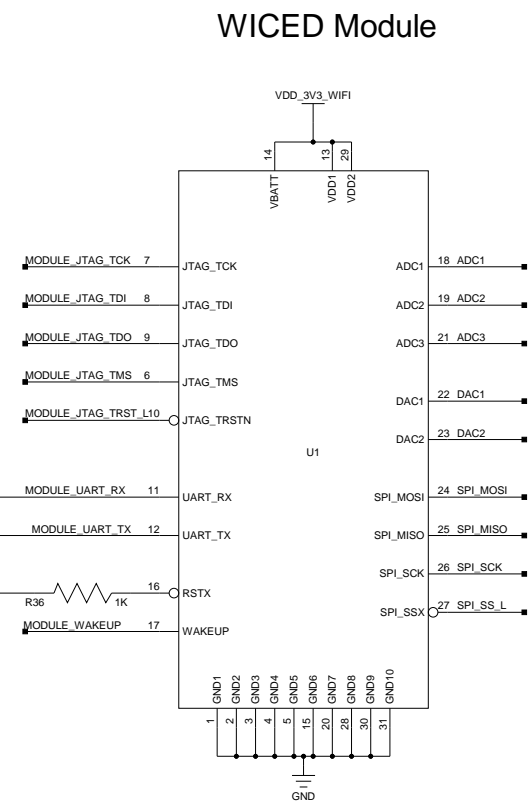 WICED Module
VDD_3V3_WIFI
14 13 29
VBATT VDD1 VDD2
MODULE_JTAG_TCK 7 JTAG_TCK ADC1 18 ADC1
MODULE_JTAG_TDI 8 JTAG_TDI ADC2 19 ADC2
MODULE_JTAG_TDO 9 JTAG_TDO ADC3 21 ADC3
MODULE_JTAG_TMS 6 JTAG_TMS
DAC1 22 DAC1
MODULE_JTAG_TRST_L 10 JTAG_TRSTN
DAC2 23 DAC2
U1
MODULE_UART_RX 11 UART_RX SPI_MOSI 24 SPI_MOSI
MODULE_UART_TX 12 UART_TX SPI_MISO 25 SPI_MISO
SPI_SCK 26 SPI_SCK
R36 1K 16 RSTX
SPI_SSX 27 SPI_SS_L
MODULE_WAKEUP 17 WAKEUP
GND1 GND2 GND3 GND4 GND5 GND6 GND7 GND8 GND9 GND10
1 2 3 4 5 15 20 28 30 31
GND